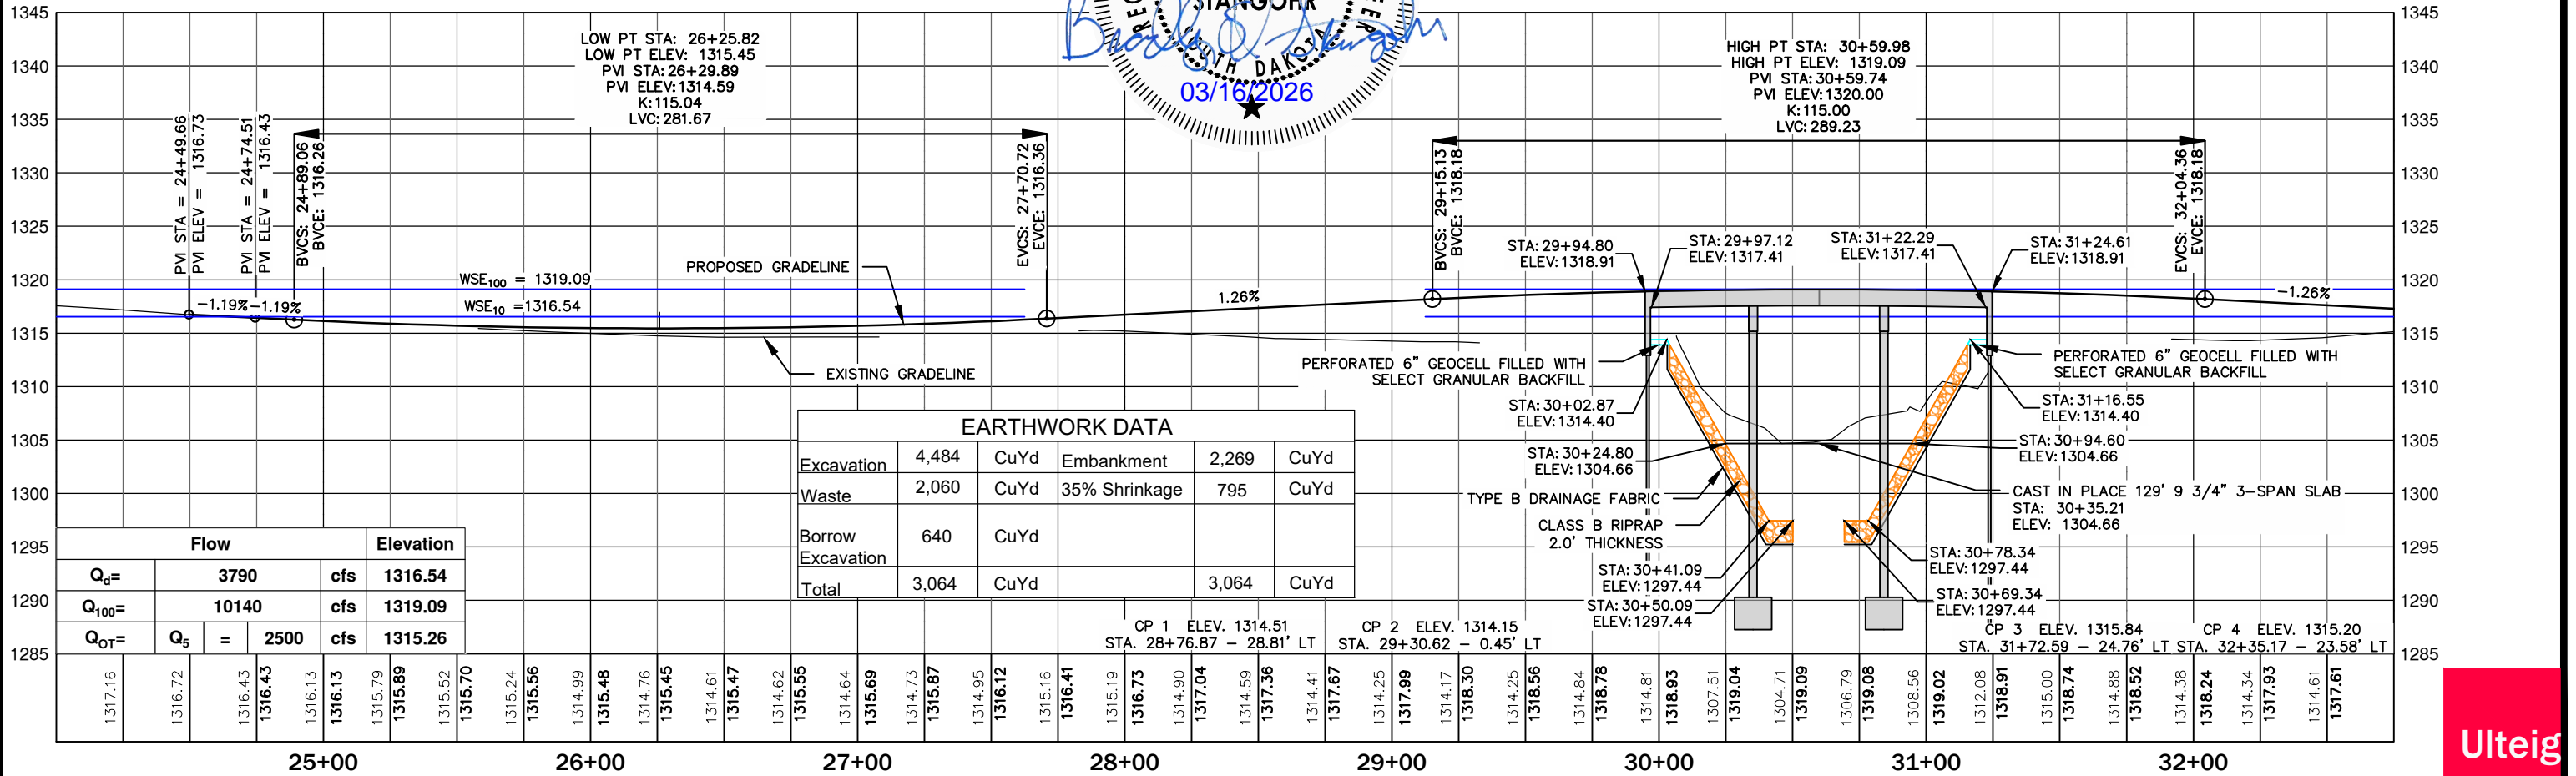 STANGOHR
SOUTH DAKOTA
03/16/2026
1345
1340
1335
1330
1325
1320
1315
1310
1305
1300
1295
1290
1285
LOW PT STA: 26+25.82
LOW PT ELEV: 1315.45
PVI STA:26+29.89
PVI ELEV:1314.59
K:115.04
LVC:281.67
HIGH PT STA: 30+59.98
HIGH PT ELEV: 1319.09
PVI STA:30+59.74
PVI ELEV:1320.00
K:115.00
LVC:289.23
PVI STA = 24+49.66
PVI ELEV = 1316.73
PVI STA = 24+74.51
PVI ELEV = 1316.43
BVCS: 24+89.06
BVCE: 1316.26
EVCS: 27+70.72
EVCE: 1316.36
BVCS: 29+15.13
BVCE: 1318.18
EVCS: 32+04.36
EVCE: 1318.18
-1.19%
-1.19%
WSE100 = 1319.09
WSE10 =1316.54
PROPOSED GRADELINE
EXISTING GRADELINE
1.26%
-1.26%
STA:29+94.80
ELEV:1318.91
STA:29+97.12
ELEV:1317.41
STA:31+22.29
ELEV:1317.41
STA:31+24.61
ELEV:1318.91
PERFORATED 6" GEOCELL FILLED WITH
SELECT GRANULAR BACKFILL
PERFORATED 6" GEOCELL FILLED WITH
SELECT GRANULAR BACKFILL
STA:30+02.87
ELEV:1314.40
STA:31+16.55
ELEV:1314.40
STA:30+24.80
ELEV:1304.66
STA:30+94.60
ELEV:1304.66
TYPE B DRAINAGE FABRIC
CLASS B RIPRAP
2.0' THICKNESS
CAST IN PLACE 129' 9 3/4" 3-SPAN SLAB
STA: 30+35.21
ELEV: 1304.66
STA:30+41.09
ELEV:1297.44
STA:30+50.09
ELEV:1297.44
STA:30+78.34
ELEV:1297.44
STA:30+69.34
ELEV:1297.44
EARTHWORK DATA
Excavation 4,484 CuYd Embankment 2,269 CuYd
Waste 2,060 CuYd 35% Shrinkage 795 CuYd
Borrow
Excavation 640 CuYd
Total 3,064 CuYd 3,064 CuYd
Flow Elevation
Qd= 3790 cfs 1316.54
Q100= 10140 cfs 1319.09
QOT= Q5 = 2500 cfs 1315.26
CP 1 ELEV. 1314.51
STA. 28+76.87 - 28.81' LT
CP 2 ELEV. 1314.15
STA. 29+30.62 - 0.45' LT
CP 3 ELEV. 1315.84
STA. 31+72.59 - 24.76' LT
CP 4 ELEV. 1315.20
STA. 32+35.17 - 23.58' LT
1345
1340
1335
1330
1325
1320
1315
1310
1305
1300
1295
1290
1285
1317.16
1316.72
1316.43
1316.43
1316.13
1316.13
1315.79
1315.89
1315.52
1315.70
1315.24
1315.56
1314.99
1315.48
1314.76
1315.45
1314.61
1315.47
1314.62
1315.55
1314.64
1315.69
1314.73
1315.87
1314.95
1316.12
1315.16
1316.41
1315.19
1316.73
1314.90
1317.04
1314.59
1317.36
1314.41
1317.67
1314.25
1317.99
1314.17
1318.30
1314.25
1318.56
1314.84
1318.78
1314.81
1318.93
1307.51
1319.04
1304.71
1319.09
1306.79
1319.08
1308.56
1319.02
1312.08
1318.91
1315.00
1318.74
1314.88
1318.52
1314.38
1318.24
1314.34
1317.93
1314.61
1317.61
25+00
26+00
27+00
28+00
29+00
30+00
31+00
32+00
Ulteig